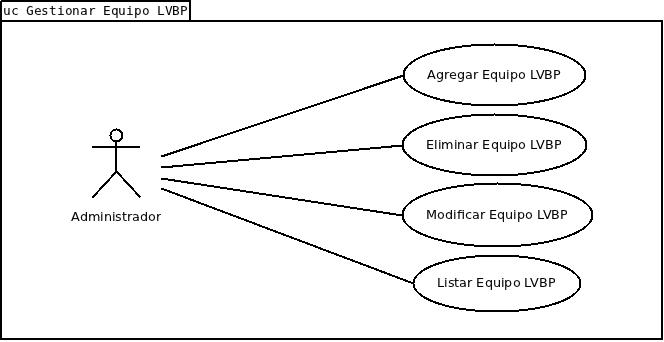 uc Gestionar Equipo LVBP
Agregar Equipo LVBP
Eliminar Equipo LVBP
Modificar Equipo LVBP
Administrador
Listar Equipo LVBP